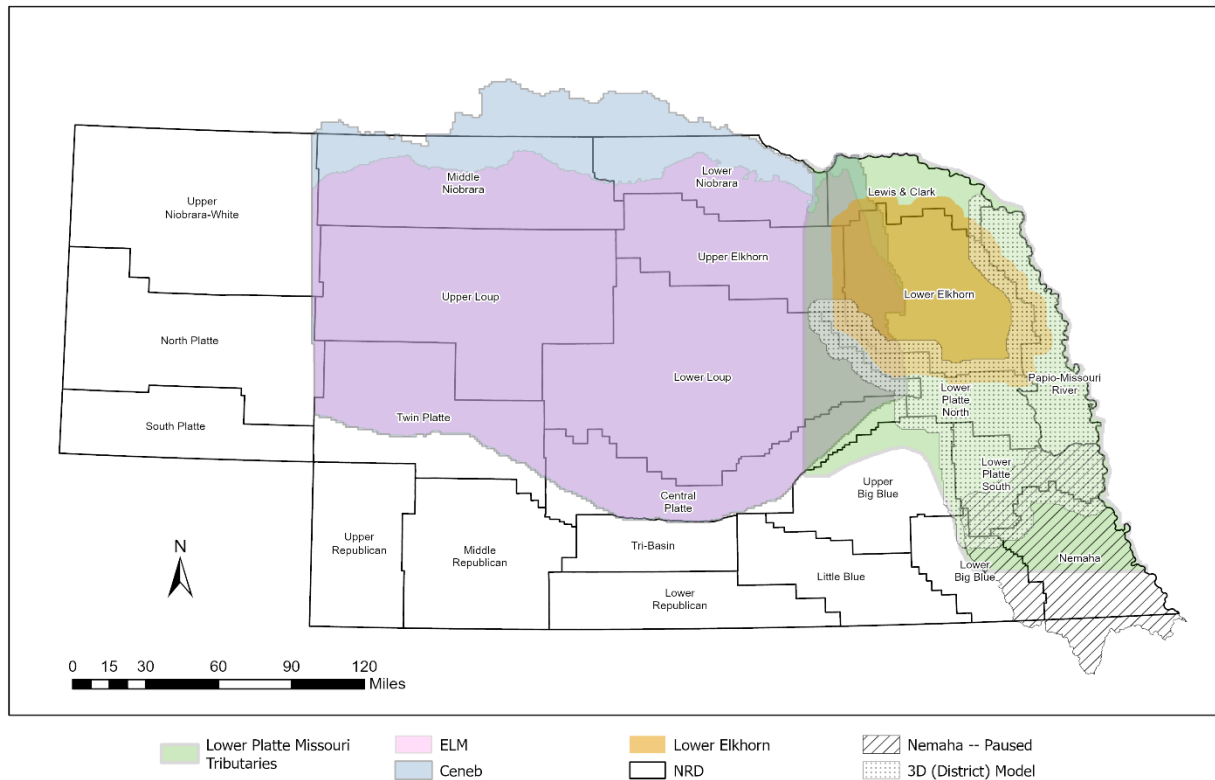 Upper
Niobrara-White
Middle
Niobrara
Lower
Niobrara
Lewis & Clark
Upper Elkhorn
Upper Loup
Lower Elkhorn
North Platte
Lower Loup
Lower
Platte
North
Papio-Missouri
River
South Platte
Twin Platte
Lower
Platte
South
Upper
Big Blue
Central
Platte
Upper
Republican
Middle
Republican
Tri-Basin
Nemaha
Lower
Big Blue
Little Blue
Lower
Republican
N
0 15 30 60 90 120
Miles
Lower Platte Missouri
Tributaries
ELM
Ceneb
Lower Elkhorn
NRD
Nemaha -- Paused
3D (District) Model